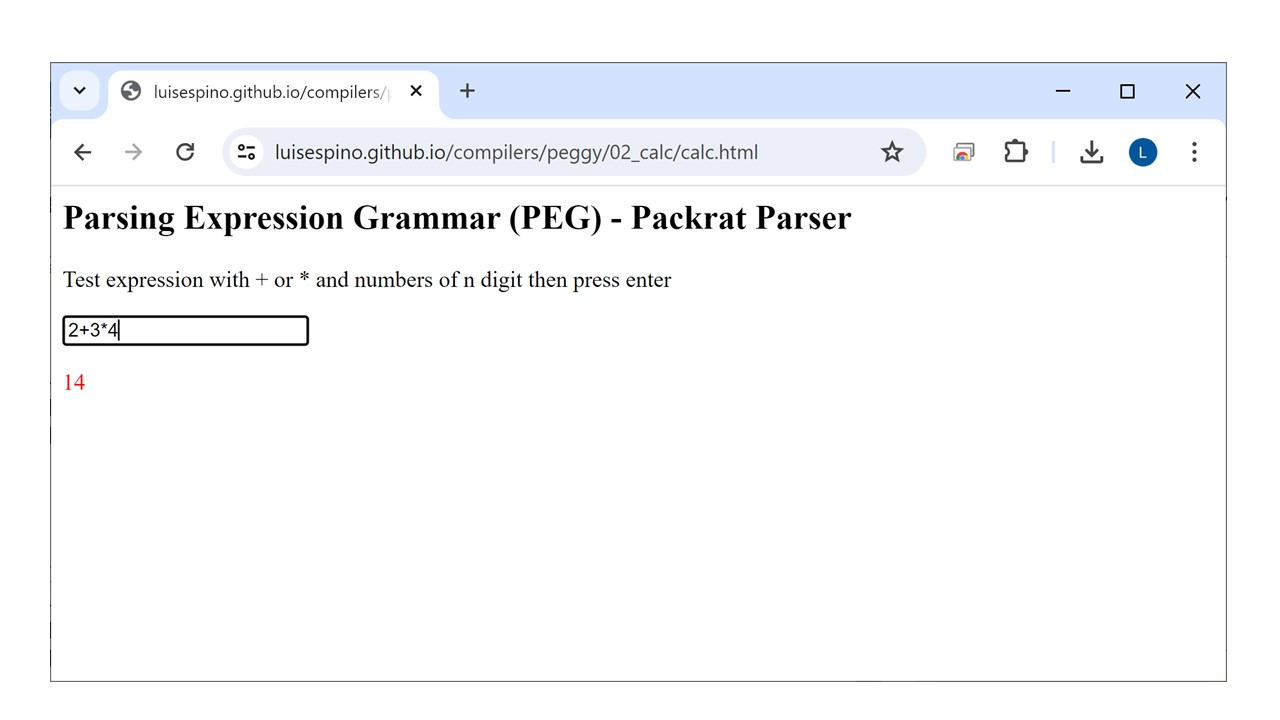 luisespino.github.io/compilers/
luisespino.github.io/compilers/peggy/02_calc/calc.html
L
Parsing Expression Grammar (PEG) - Packrat Parser
Test expression with + or * and numbers of n digit then press enter
2+3*4
14